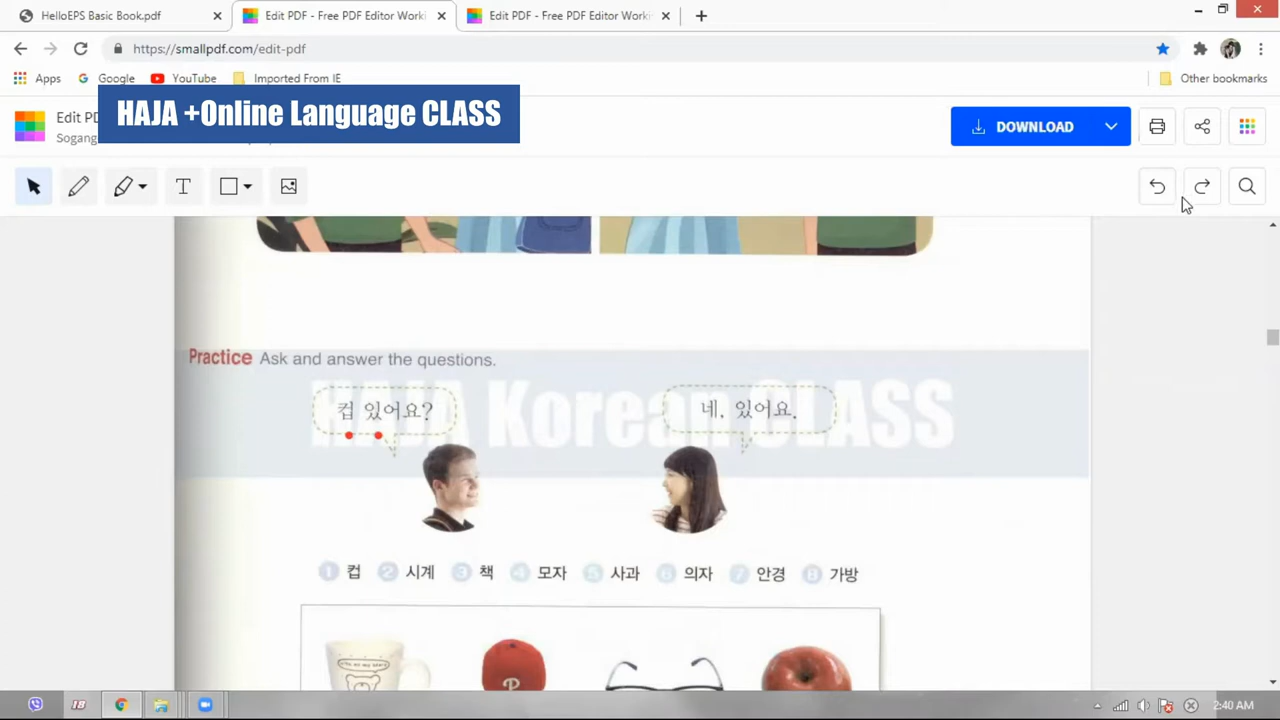 HelloEPS Basic Book.pdf
Edit PDF - Free PDF Editor Worki
Edit PDF - Free PDF Editor Worki
https://smallpdf.com/edit-pdf
Apps Google YouTube Imported From IE Other bookmarks
HAJA +Online Language CLASS
Edit PD
Sogang
DOWNLOAD
T
Practice Ask and answer the questions.
HAJA Korean CLASS
컵 있어요?
네. 있어요.
1 컵 2 시계 3 책 4 모자 5 사과 6 의자 7 안경 8 가방
P
2:40 AM